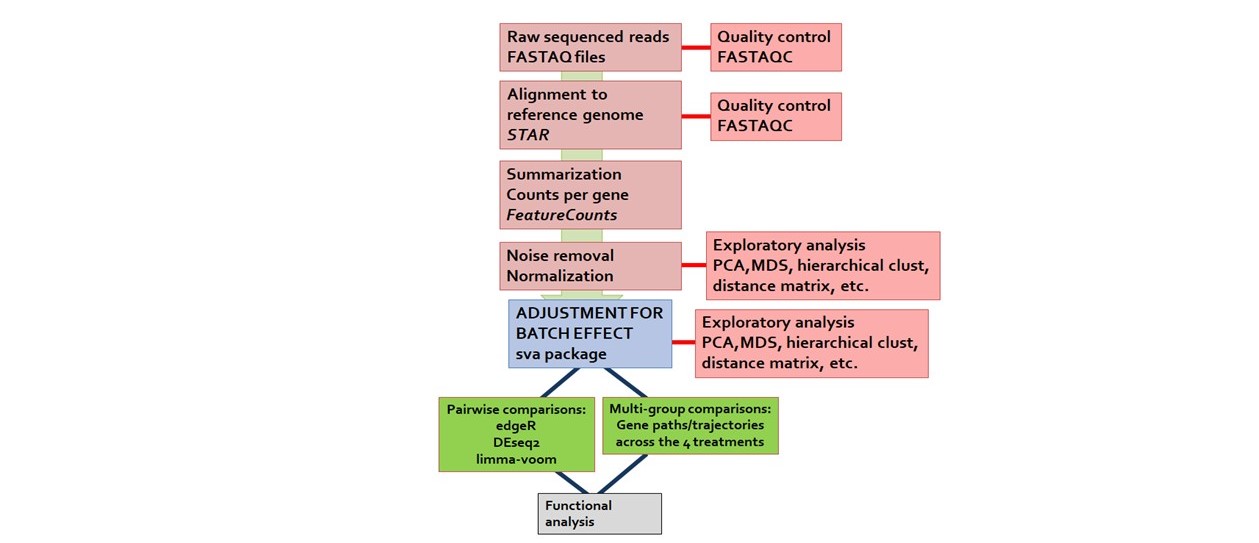 Raw sequenced reads
FASTAQ files
Quality control
FASTAQC
Alignment to
reference genome
STAR
Quality control
FASTAQC
Summarization
Counts per gene
FeatureCounts
Noise removal
Normalization
Exploratory analysis
PCA, MDS, hierarchical clust,
distance matrix, etc.
ADJUSTMENT FOR
BATCH EFFECT
sva package
Exploratory analysis
PCA, MDS, hierarchical clust,
distance matrix, etc.
Pairwise comparisons:
edgeR
DEseq2
limma-voom
Multi-group comparisons:
Gene paths/trajectories
across the 4 treatments
Functional
analysis